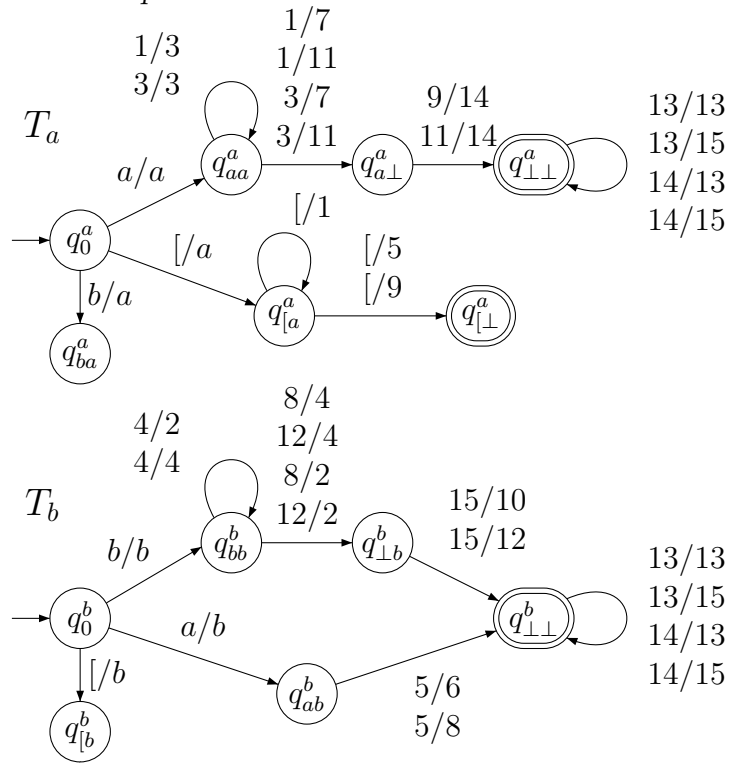 1/7
1/3
1/11
3/3
3/7
9/14
13/13
3/11
11/14
13/15
T_a
q^a_{aa}
q^a_{a⊥}
q^a_{⊥⊥}
14/13
a/a
14/15
[/1
q^a_0
[/a
[/5
b/a
[/9
q^a_{[a}
q^a_{[⊥}
q^a_{ba}
8/4
4/2
12/4
4/4
8/2
15/10
T_b
12/2
15/12
b/b
q^b_{bb}
q^b_{⊥b}
13/13
13/15
q^b_0
a/b
q^b_{⊥⊥}
14/13
[/b
14/15
q^b_{ab}
5/6
q^b_{[b}
5/8